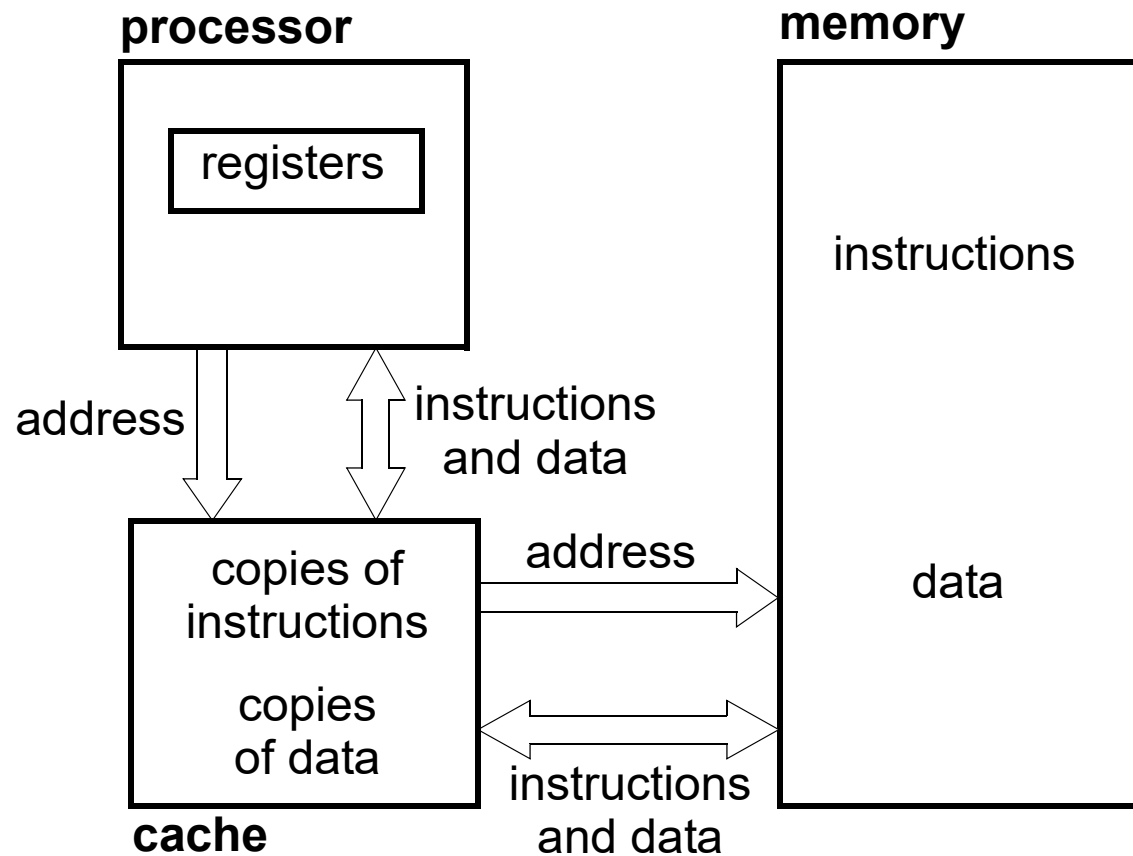 processor
memory
registers
instructions
address
instructions
and data
copies of
instructions
address
data
copies
of data
instructions
and data
cache